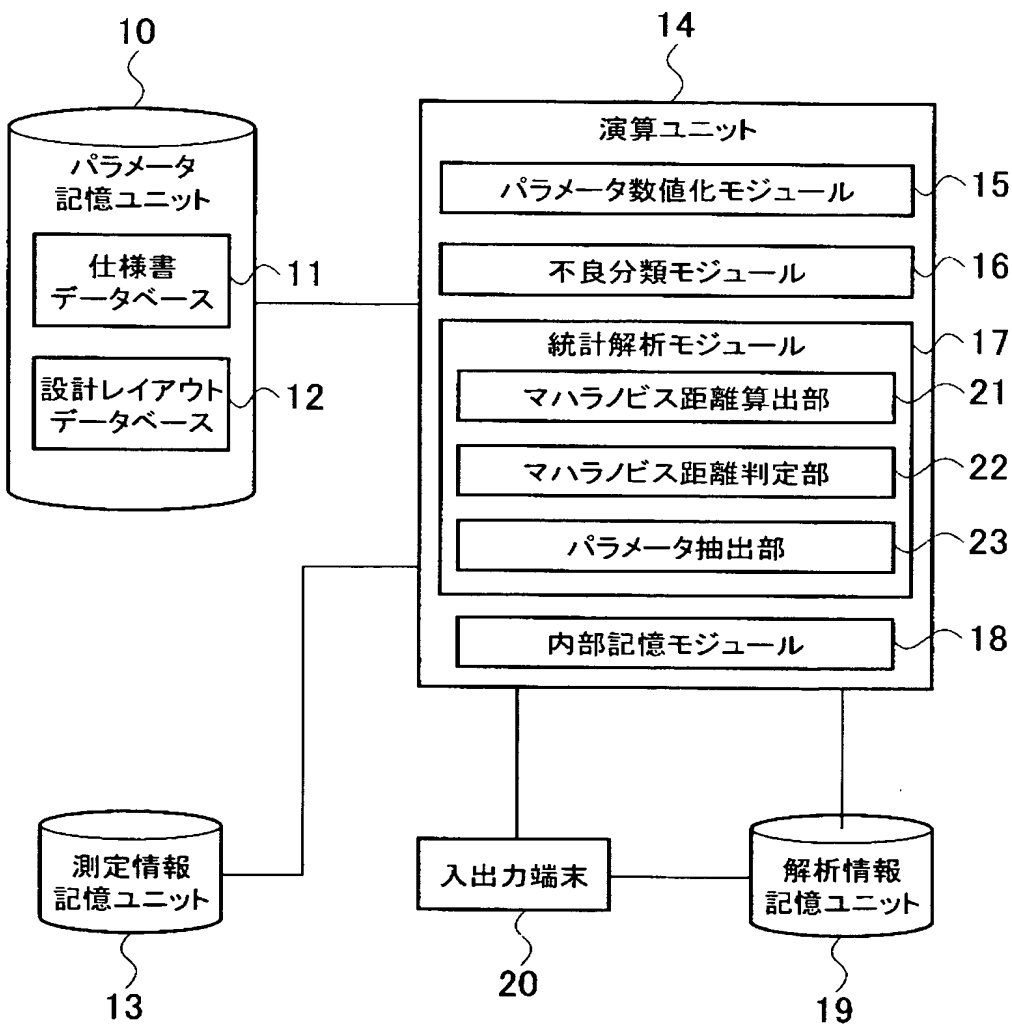 10
パラメータ
記憶ユニット
仕様書
データベース
11
設計レイアウト
データベース
12
14
演算ユニット
パラメータ数値化モジュール
15
不良分類モジュール
16
統計解析モジュール
17
マハラノビス距離算出部
21
マハラノビス距離判定部
22
パラメータ抽出部
23
内部記憶モジュール
18
測定情報
記憶ユニット
13
入出力端末
20
解析情報
記憶ユニット
19